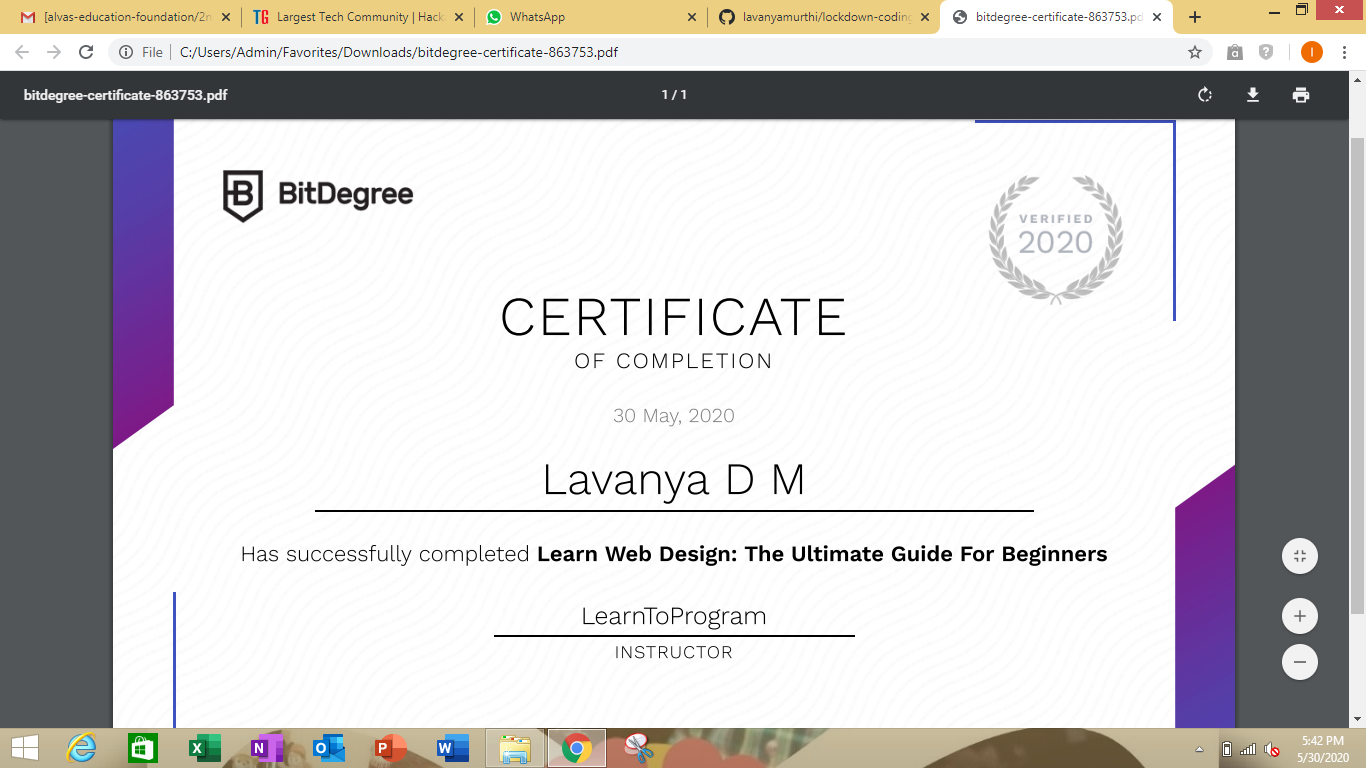 [alvas-education-foundation/2n
Largest Tech Community | Hack
WhatsApp
lavanyamurthi/lockdown-coding
bitdegree-certificate-863753.pd
File
C:/Users/Admin/Favorites/Downloads/bitdegree-certificate-863753.pdf
bitdegree-certificate-863753.pdf
1 / 1
BitDegree
VERIFIED
2020
CERTIFICATE
OF COMPLETION
30 May, 2020
Lavanya D M
Has successfully completed Learn Web Design: The Ultimate Guide For Beginners
LearnToProgram
INSTRUCTOR
5:42 PM
5/30/2020